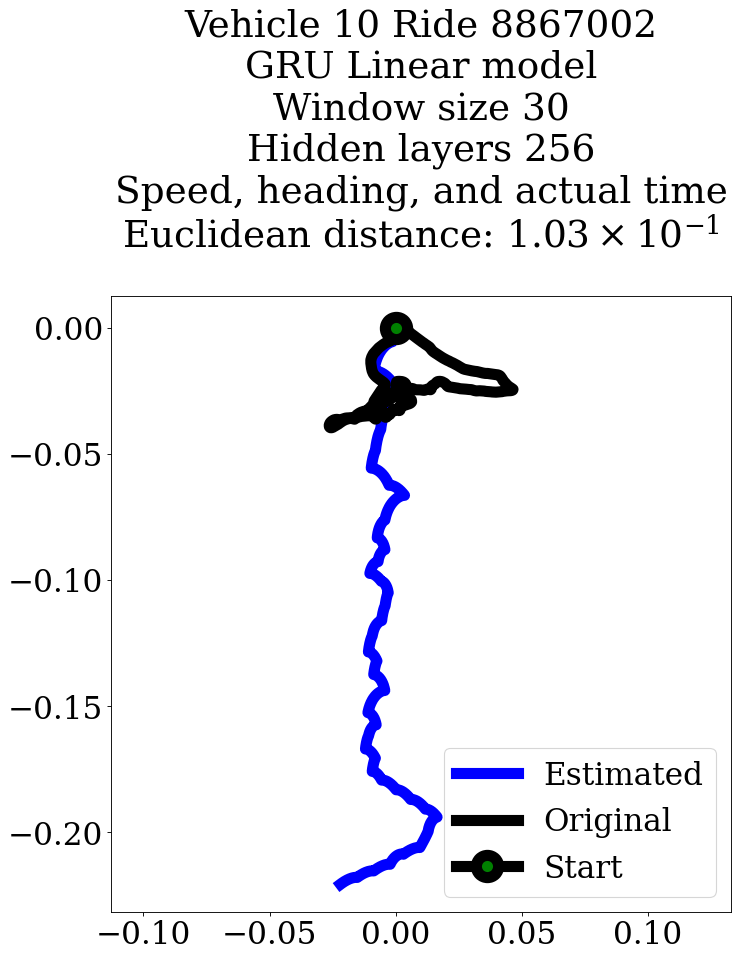 Vehicle 10 Ride 8867002
GRU Linear model
Window size 30
Hidden layers 256
Speed, heading, and actual time
Euclidean distance: 1.03 × 10⁻¹
0.00
−0.05
−0.10
−0.15
−0.20
Estimated
Original
Start
−0.10 −0.05 0.00 0.05 0.10